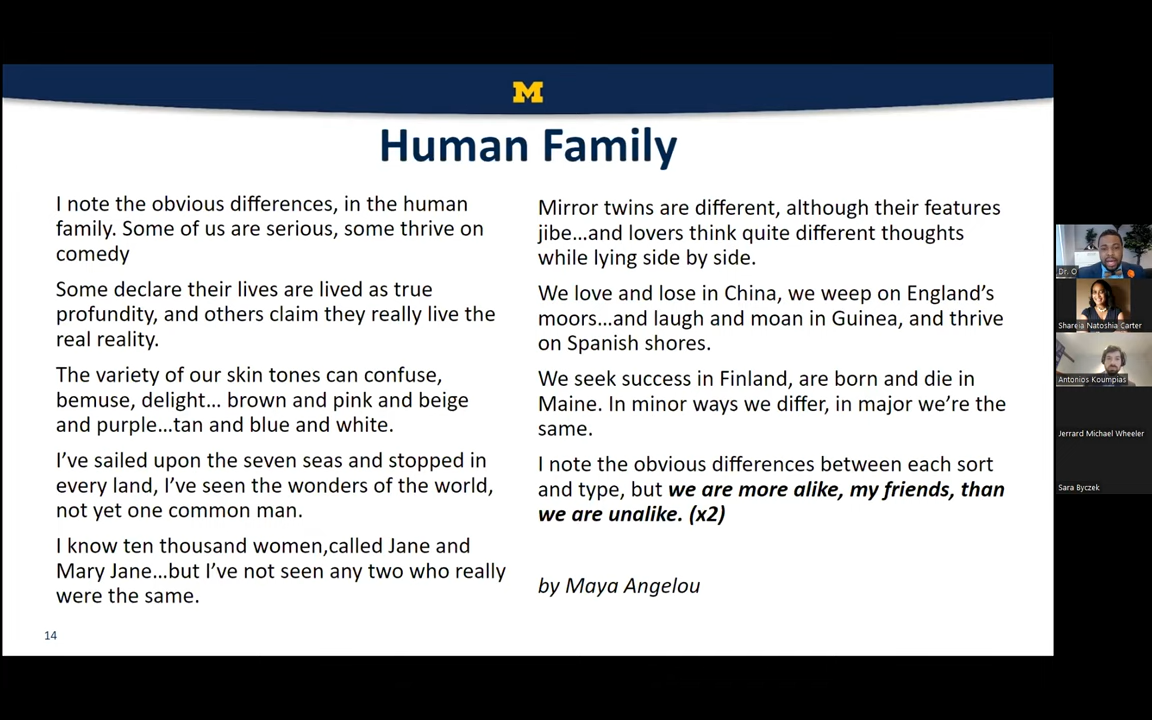 M
Human Family
I note the obvious differences, in the human
family. Some of us are serious, some thrive on
comedy
Some declare their lives are lived as true
profundity, and others claim they really live the
real reality.
The variety of our skin tones can confuse,
bemuse, delight… brown and pink and beige
and purple…tan and blue and white.
I’ve sailed upon the seven seas and stopped in
every land, I’ve seen the wonders of the world,
not yet one common man.
I know ten thousand women,called Jane and
Mary Jane…but I’ve not seen any two who really
were the same.
14
Mirror twins are different, although their features
jibe…and lovers think quite different thoughts
while lying side by side.
We love and lose in China, we weep on England’s
moors…and laugh and moan in Guinea, and thrive
on Spanish shores.
We seek success in Finland, are born and die in
Maine. In minor ways we differ, in major we’re the
same.
I note the obvious differences between each sort
and type, but we are more alike, my friends, than
we are unalike. (x2)
by Maya Angelou
Dr. O
Shareia Natoshia Carter
Antonios Koumpias
Jerrard Michael Wheeler
Sara Byczek